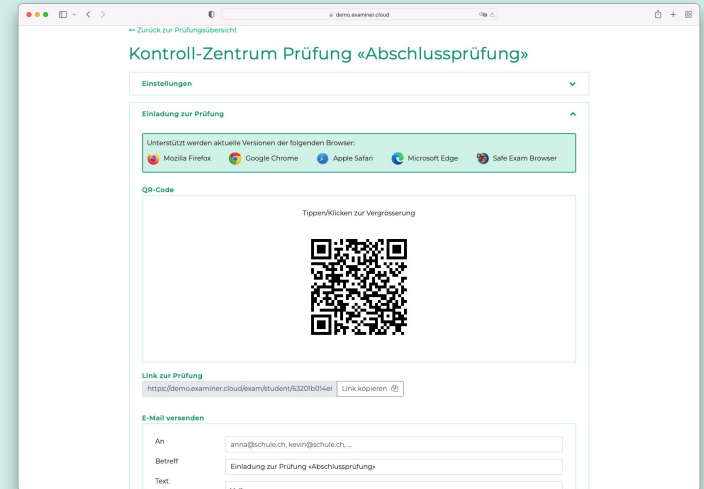 demo.examiner.cloud
← Zurück zur Prüfungsübersicht
Kontroll-Zentrum Prüfung «Abschlussprüfung»
Einstellungen
Einladung zur Prüfung
Unterstützt werden aktuelle Versionen der folgenden Browser:
Mozilla Firefox Google Chrome Apple Safari Microsoft Edge Safe Exam Browser
QR-Code
Tippen/Klicken zur Vergrösserung
Link zur Prüfung
https://demo.examiner.cloud/exam/student/63201b014e Link kopieren
E-Mail versenden
An anna@schule.ch, kevin@schule.ch, ...
Betreff Einladung zur Prüfung «Abschlussprüfung»
Text